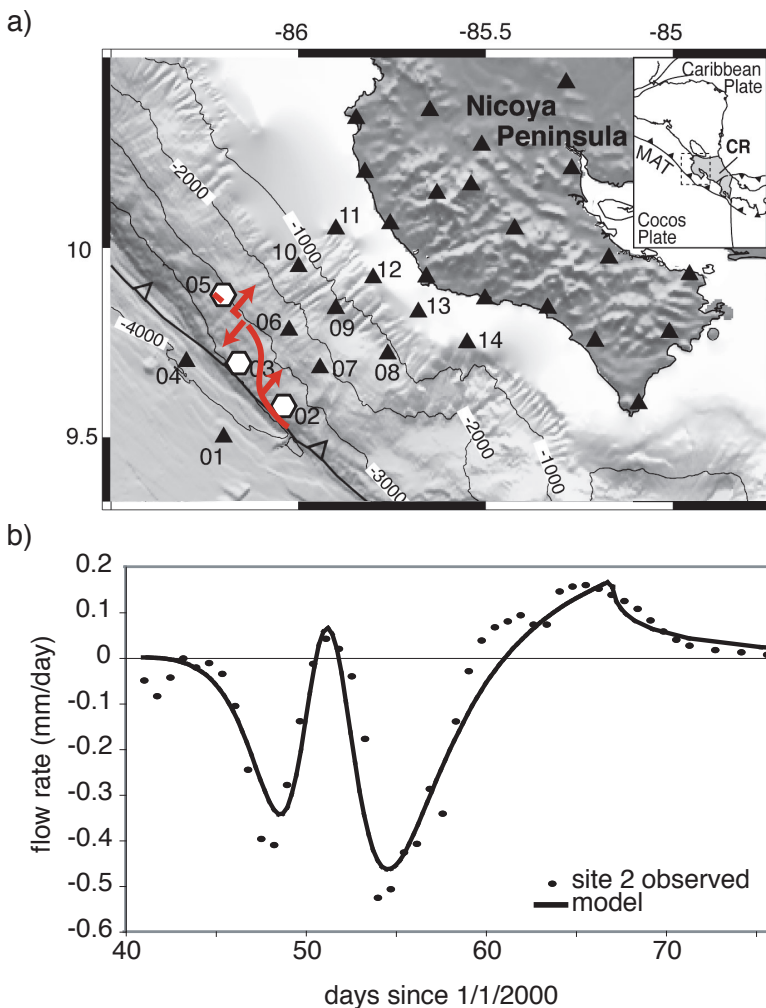 a)
-86
-85.5
-85
Nicoya
Peninsula
Caribbean
Plate
CR
MAT
Cocos
Plate
-2000
-1000
11
10
10
12
05
13
06
09
-4000
14
03
04
07
08
02
01
9.5
-2000
-1000
-3000
b)
0.2
0.1
0
-0.1
-0.2
-0.3
-0.4
-0.5
-0.6
flow rate (mm/day)
site 2 observed
model
40
50
60
70
days since 1/1/2000